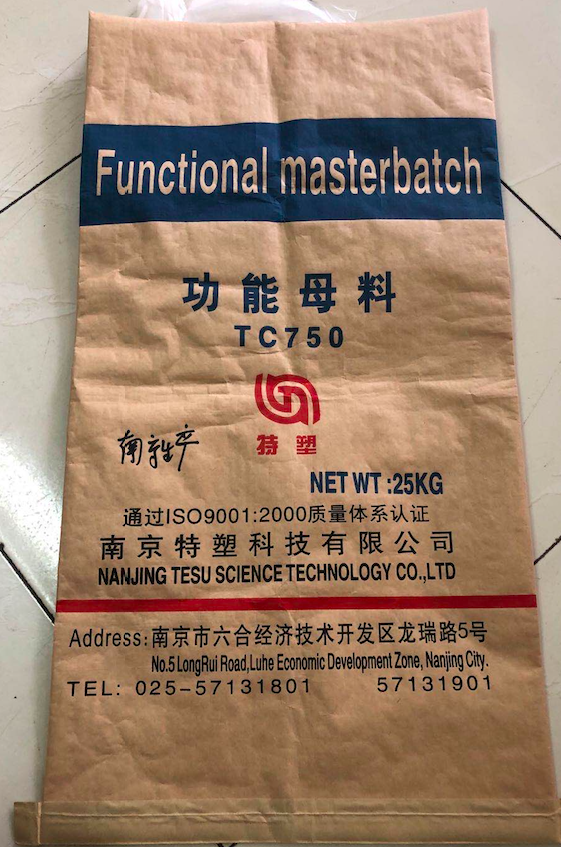 Functional masterbatch
功能母料
TC750
南京生产
特塑
NET WT :25KG
通过ISO9001:2000质量体系认证
南京特塑科技有限公司
NANJING TESU SCIENCE TECHNOLOGY CO.,LTD
Address:南京市六合经济技术开发区龙瑞路5号
No.5 LongRui Road,Luhe Economic Development Zone, Nanjing City.
TEL: 025-57131801 57131901